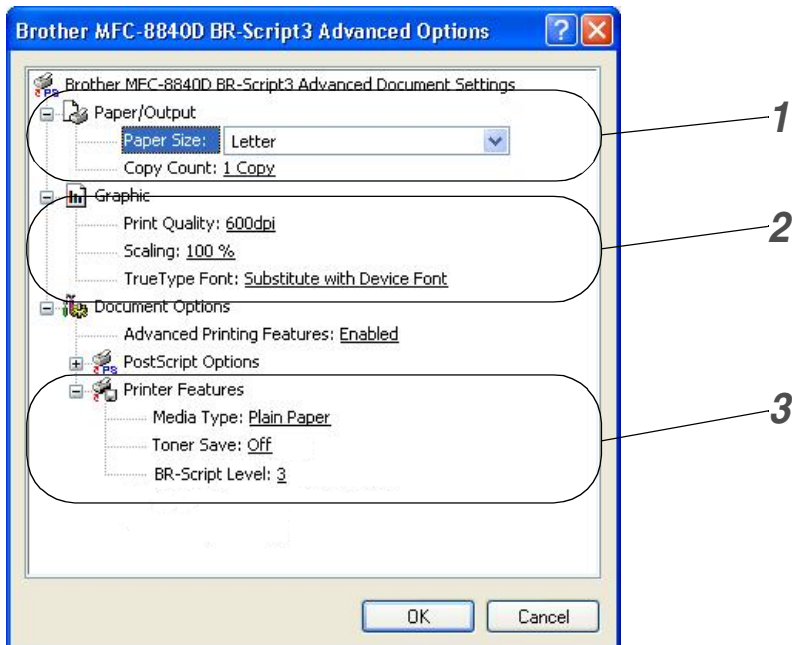 Brother MFC-8840D BR-Script3 Advanced Options
Brother MFC-8840D BR-Script3 Advanced Document Settings
Paper/Output
Paper Size: Letter
Copy Count: 1 Copy
1
Graphic
Print Quality: 600dpi
Scaling: 100 %
TrueType Font: Substitute with Device Font
2
Document Options
Advanced Printing Features: Enabled
PostScript Options
Printer Features
Media Type: Plain Paper
Toner Save: Off
BR-Script Level: 3
3
OK Cancel